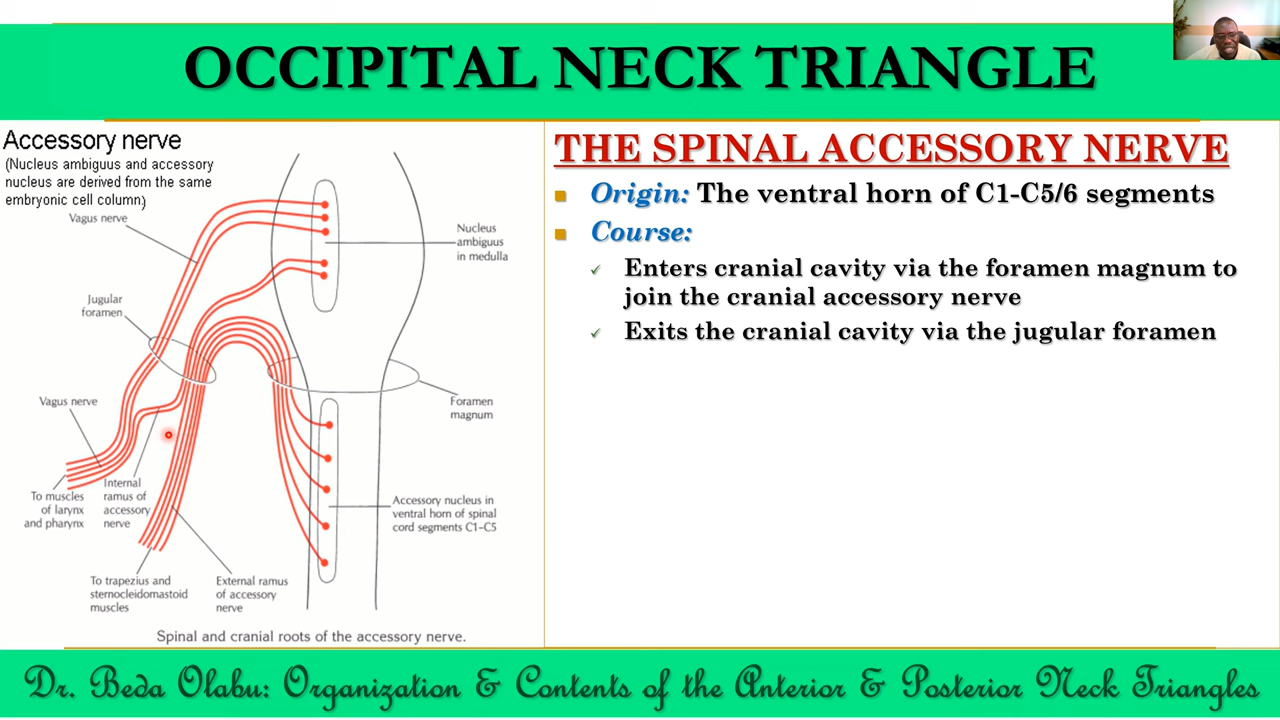 OCCIPITAL NECK TRIANGLE
Accessory nerve
(Nucleus ambiguus and accessory
nucleus are derived from the same
embryonic cell column.)
Vagus nerve
Nucleus
ambiguus
in medulla
Jugular
foramen
Vagus nerve
Foramen
magnum
To muscles
of larynx
and pharynx
Internal
ramus of
accessory
nerve
Accessory nucleus in
ventral horn of spinal
cord segments C1–C5
To trapezius and
sternocleidomastoid
muscles
External ramus
of accessory
nerve
Spinal and cranial roots of the accessory nerve.
THE SPINAL ACCESSORY NERVE
Origin: The ventral horn of C1-C5/6 segments
Course:
Enters cranial cavity via the foramen magnum to
join the cranial accessory nerve
Exits the cranial cavity via the jugular foramen
Dr. Beda Olabu: Organization & Contents of the Anterior & Posterior Neck Triangles